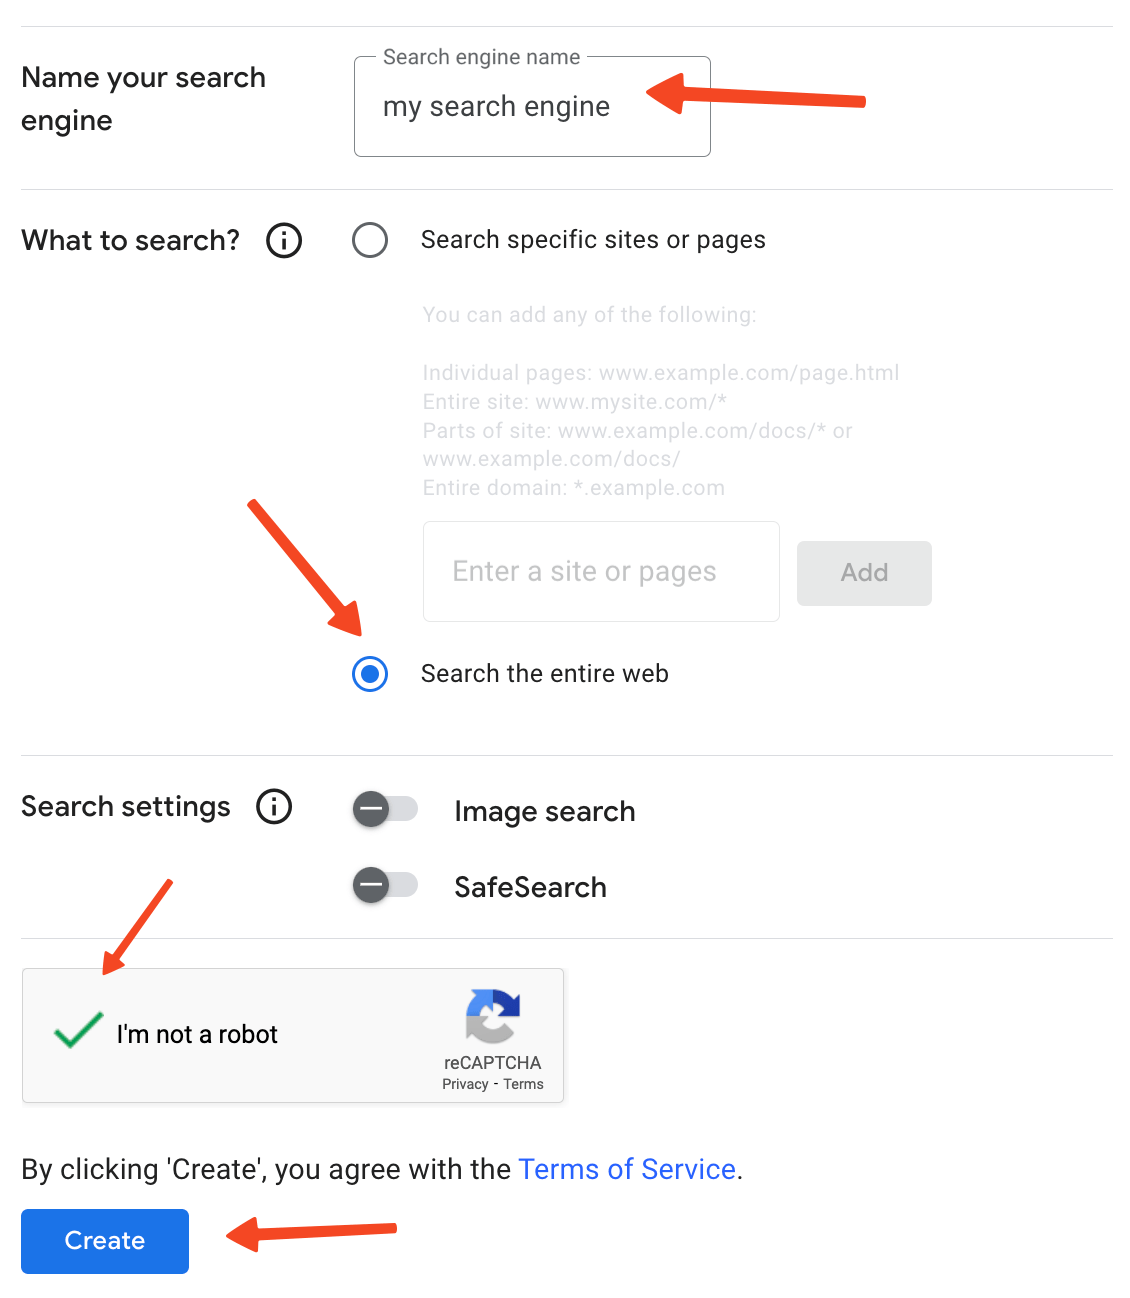 Search engine name
Name your search
engine
my search engine
What to search?
Search specific sites or pages
You can add any of the following:
Individual pages: www.example.com/page.html
Entire site: www.mysite.com/*
Parts of site: www.example.com/docs/* or
www.example.com/docs/
Entire domain: *.example.com
Enter a site or pages
Add
Search the entire web
Search settings
Image search
SafeSearch
I'm not a robot
reCAPTCHA
Privacy - Terms
By clicking 'Create', you agree with the Terms of Service.
Create